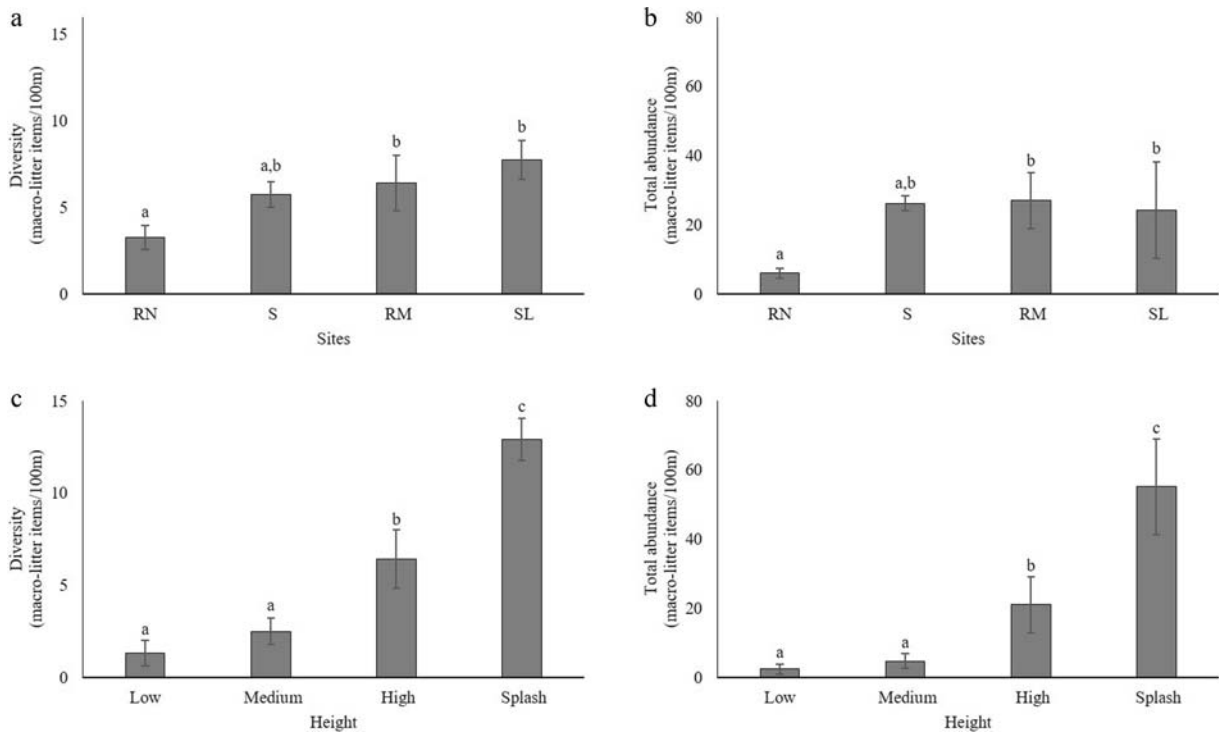 a
Diversity
(macro-litter items/100m)
15
10
5
0
a
a,b
b
b
RN S RM SL
Sites
b
Total abundance
(macro-litter items/100m)
80
60
40
20
0
a
a,b
b
b
RN S RM SL
Sites
c
Diversity
(macro-litter items/100m)
15
10
5
0
a
a
b
c
Low Medium High Splash
Height
d
Total abundance
(macro-litter items/100m)
80
60
40
20
0
a
a
b
c
Low Medium High Splash
Height